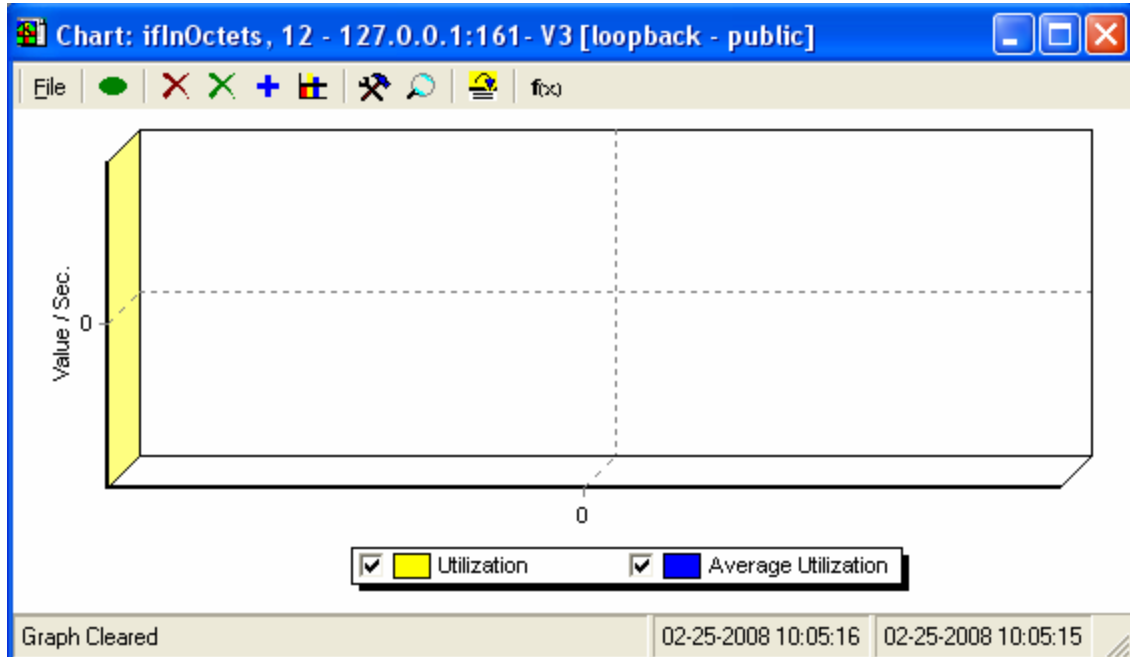 Chart: ifInOctets, 12 - 127.0.0.1:161- V3 [loopback - public]
File f(x)
Value / Sec.
0
0
Utilization Average Utilization
Graph Cleared 02-25-2008 10:05:16 02-25-2008 10:05:15